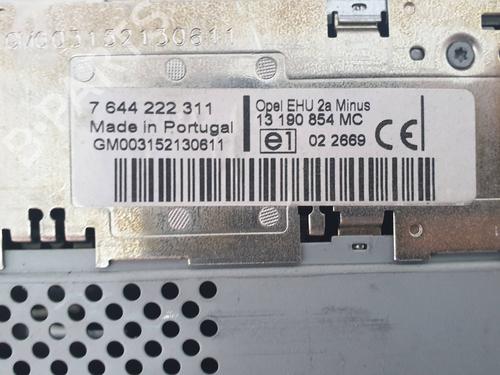 GM003152130611
7 644 222 311
Made in Portugal
GM003152130611
Opel EHU 2a Minus
13 190 854 MC
e1 02 2669 CE
B-PARTS